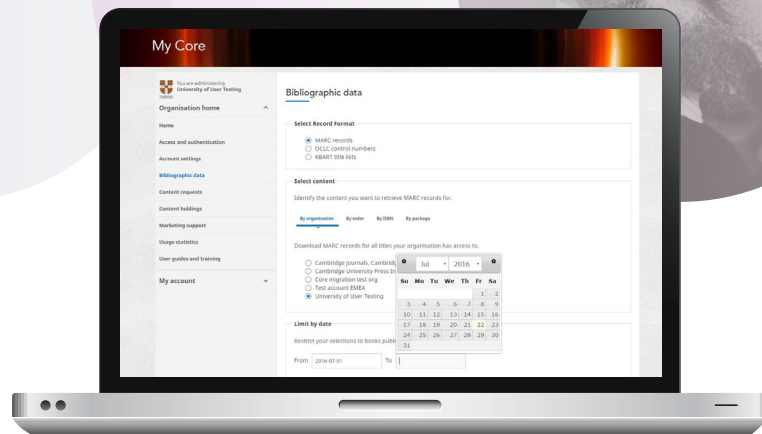 My Core
You are administering
University of User Testing
Organisation home
Home
Access and authentication
Account settings
Bibliographic data
Content requests
Content holdings
Marketing support
Usage statistics
User guides and training
My account
Bibliographic data
Select Record Format
MARC records
OCLC control numbers
KBART title lists
Select content
Identify the content you want to retrieve MARC records for.
By organisation By order By ISBN By package
Download MARC records for all titles your organisation has access to.
Cambridge journals, Cambridg
Cambridge University Press In
Core migration test org
Test account EMEA
University of User Testing
Jul 2016
Su Mo Tu We Th Fr Sa
1 2
3 4 5 6 7 8 9
10 11 12 13 14 15 16
17 18 19 20 21 22 23
24 25 26 27 28 29 30
31
Limit by date
Restrict your selections to books publi
From 2016-07-01 To